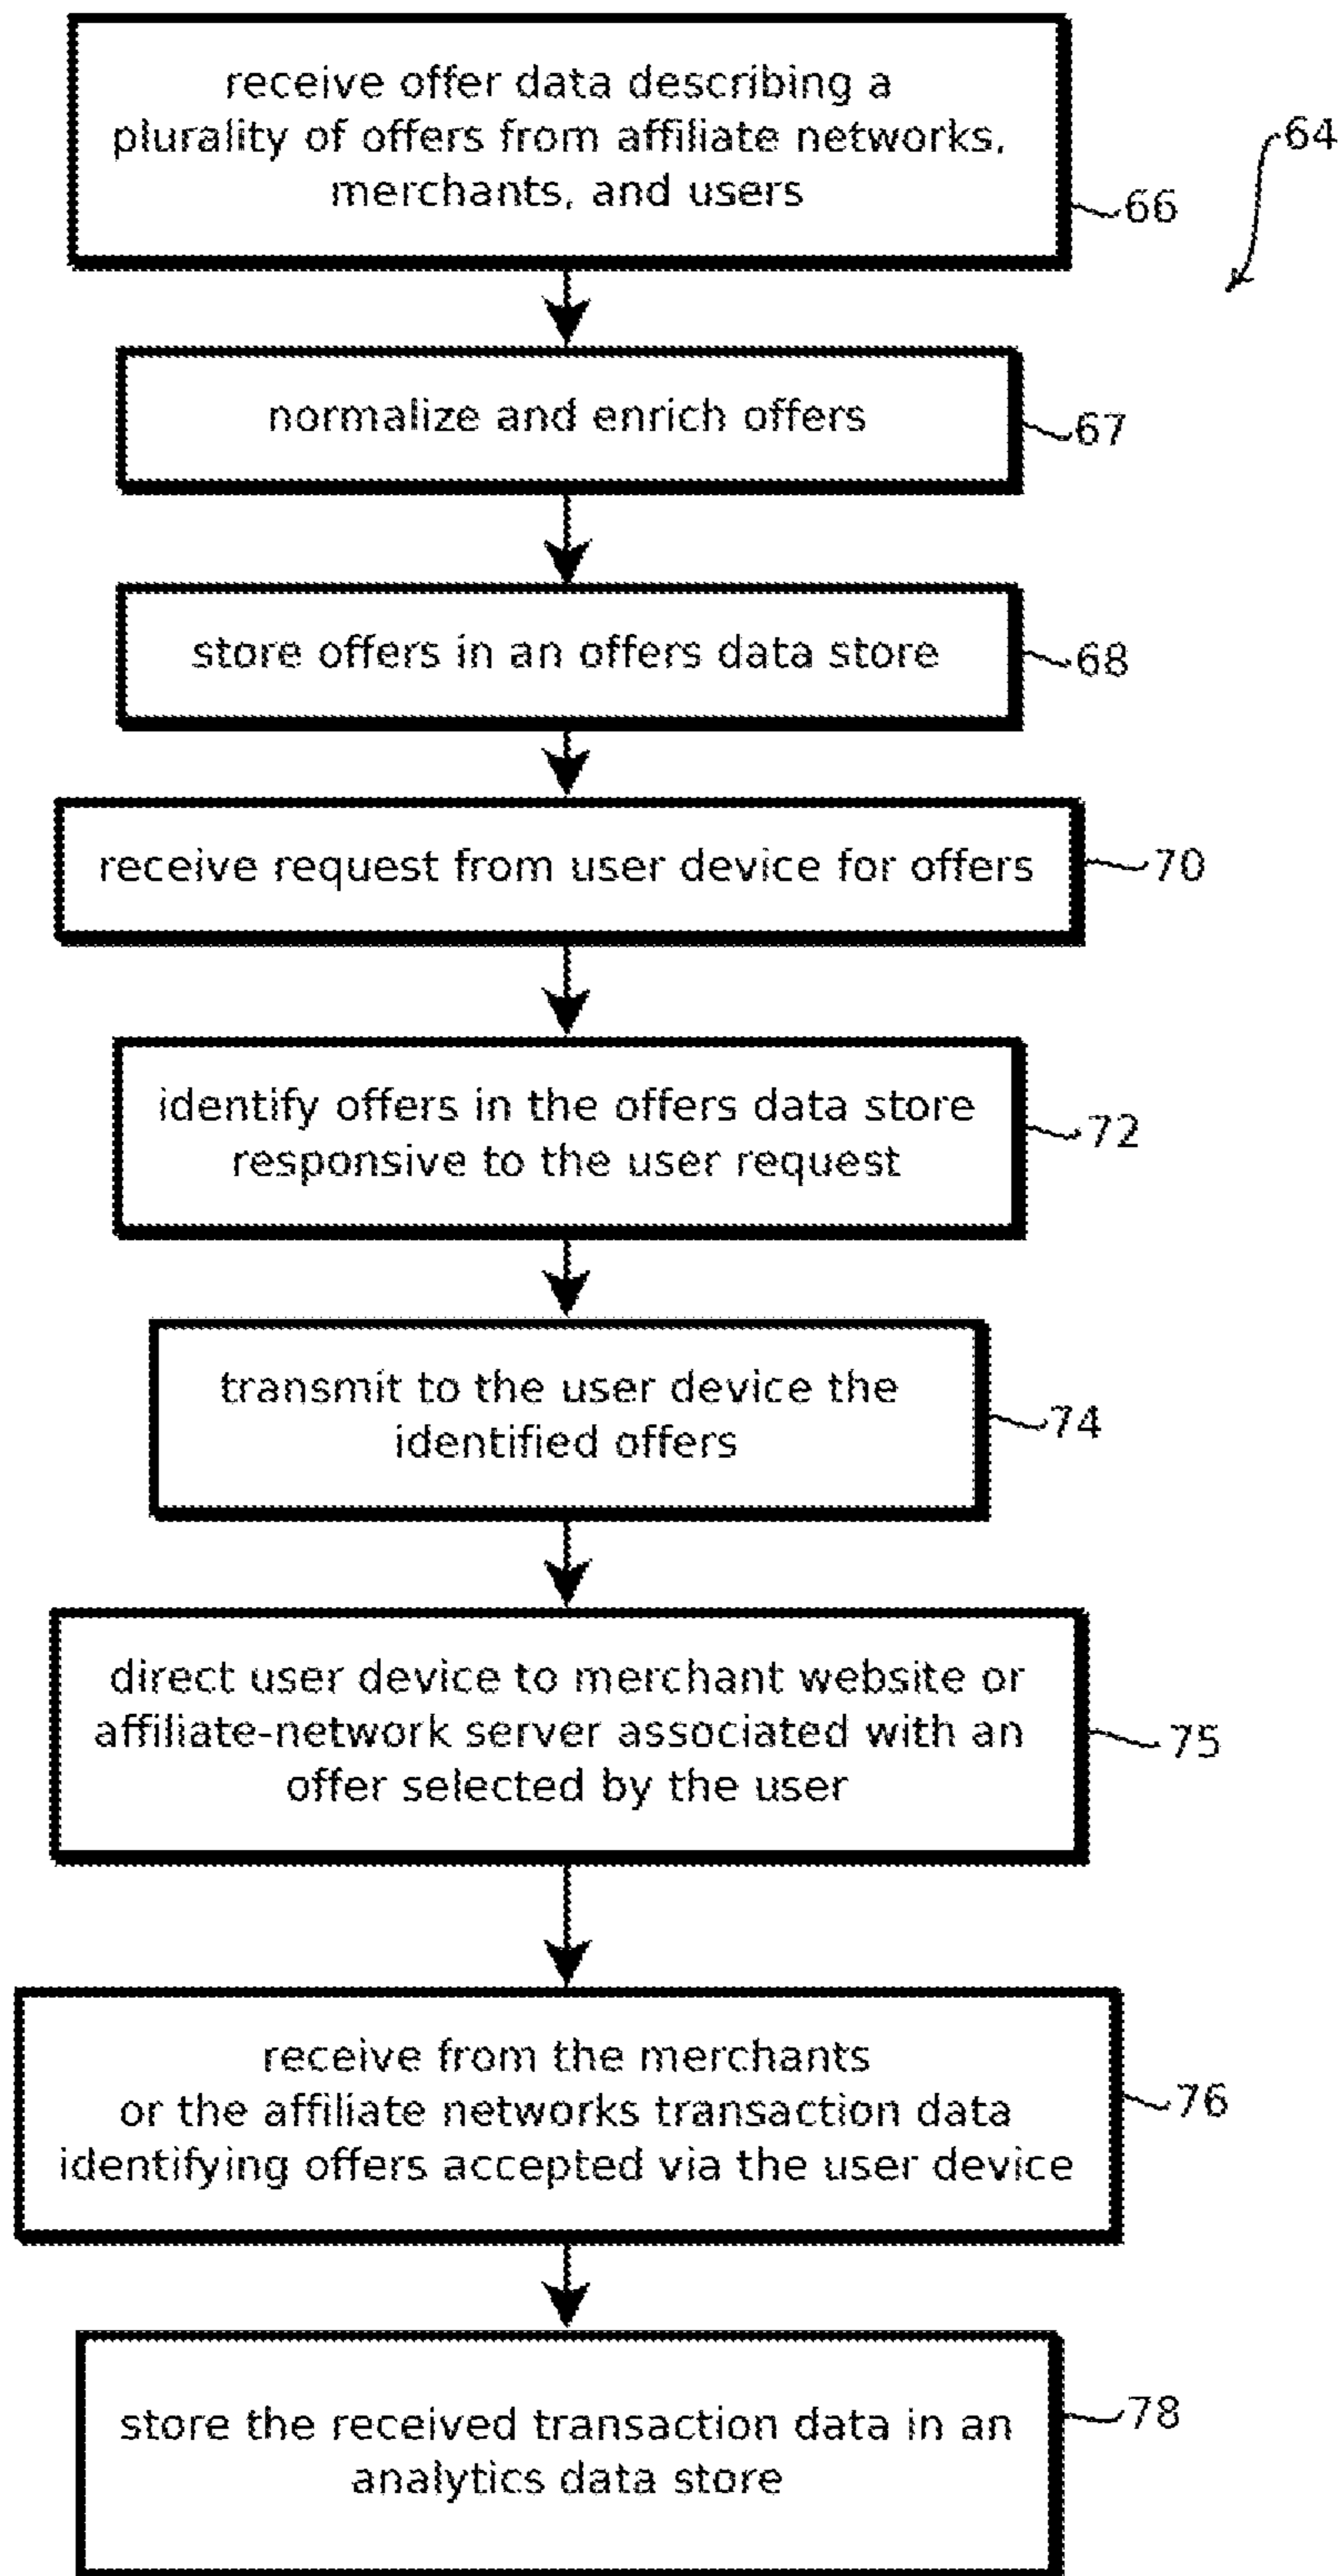 receive offer data describing a
plurality of offers from affiliate networks,
merchants, and users
66
64
normalize and enrich offers
67
store offers in an offers data store
68
receive request from user device for offers
70
identify offers in the offers data store
responsive to the user request
72
transmit to the user device the
identified offers
74
direct user device to merchant website or
affiliate-network server associated with an
offer selected by the user
75
receive from the merchants
or the affiliate networks transaction data
identifying offers accepted via the user device
76
store the received transaction data in an
analytics data store
78